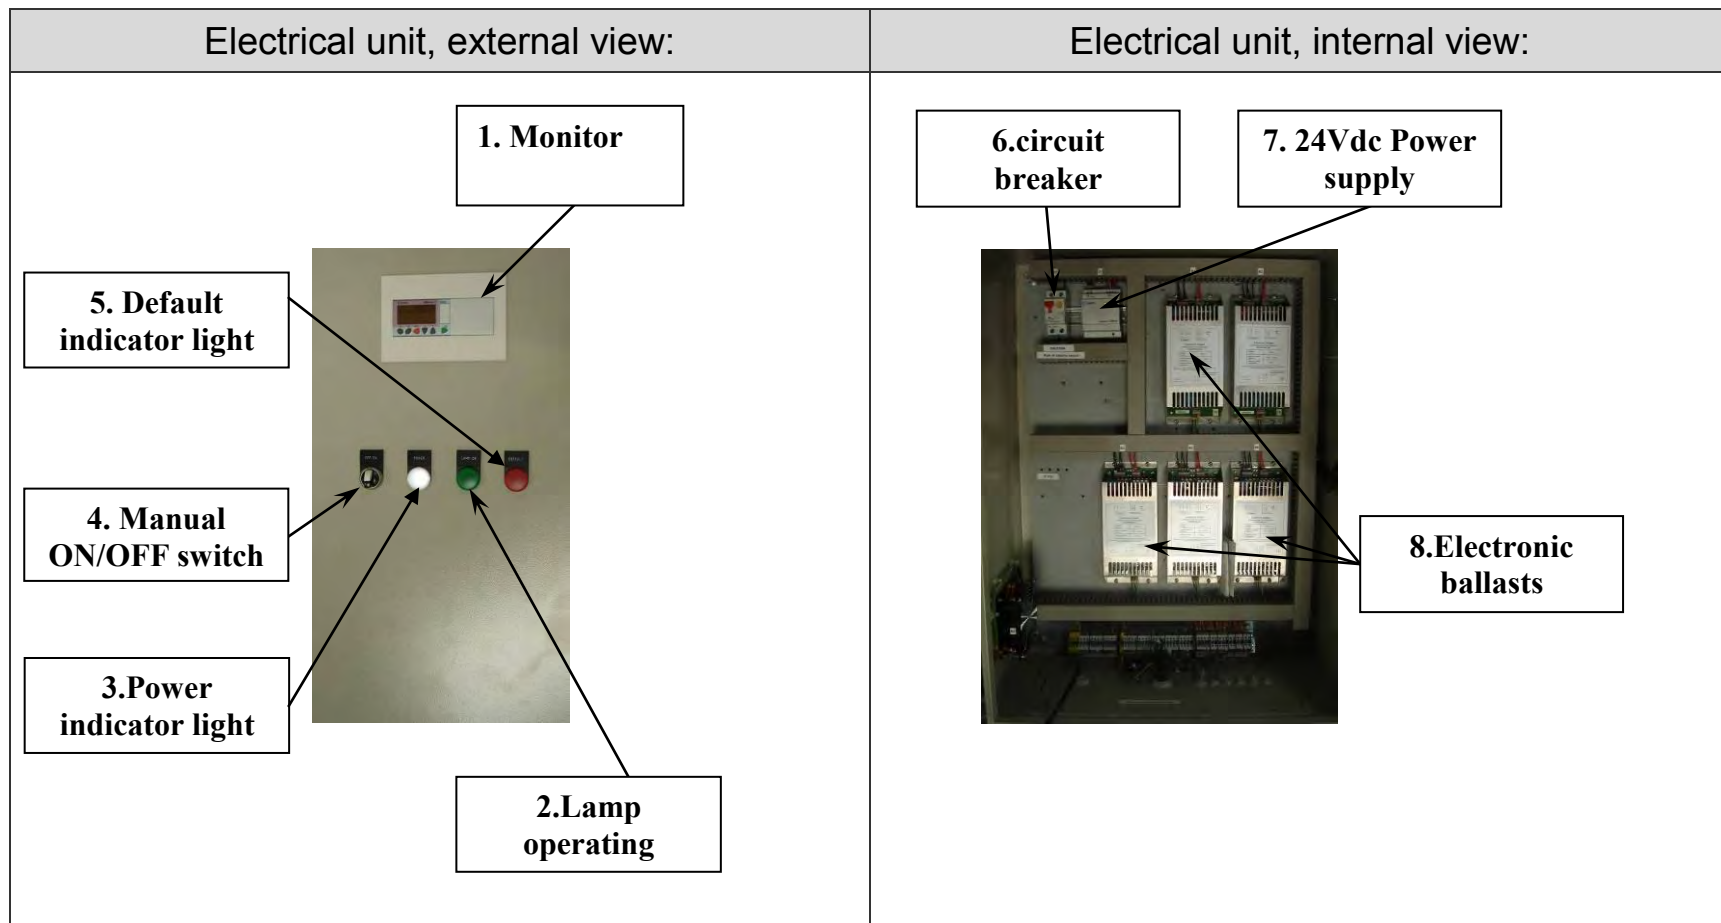 Electrical unit, external view:
Electrical unit, internal view:
1. Monitor
5. Default
indicator light
4. Manual
ON/OFF switch
3.Power
indicator light
2.Lamp
operating
6.circuit
breaker
7. 24Vdc Power
supply
8.Electronic
ballasts